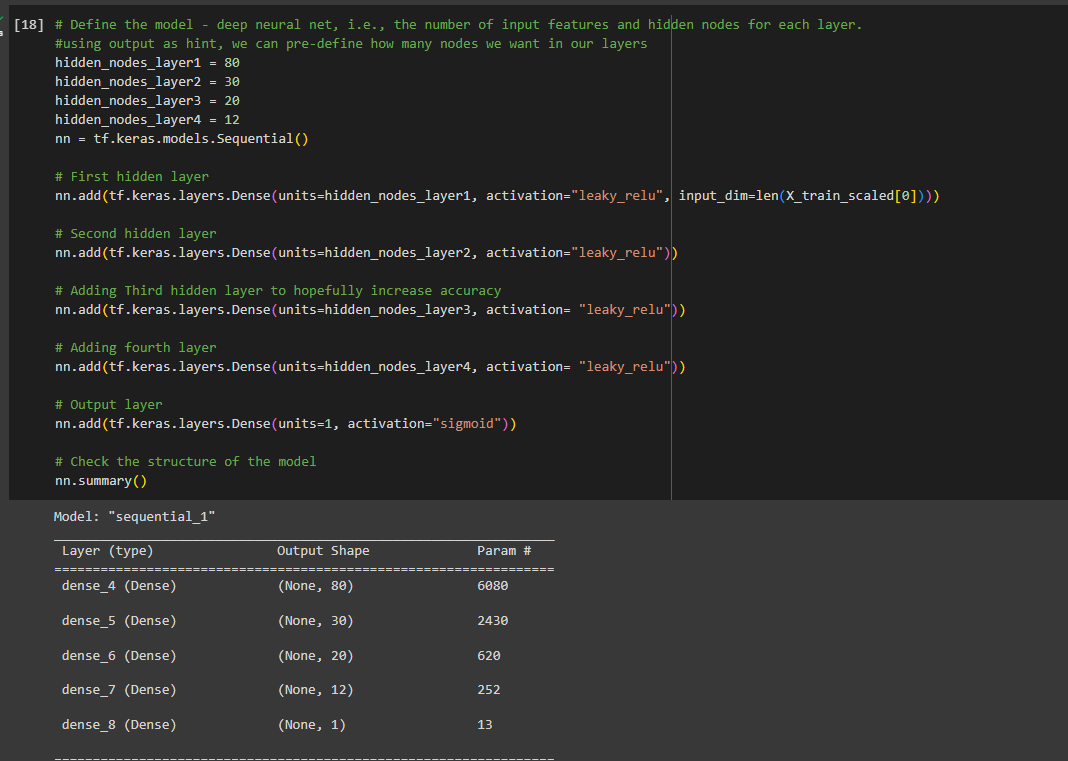 [18] # Define the model - deep neural net, i.e., the number of input features and hidden nodes for each layer.
#using output as hint, we can pre-define how many nodes we want in our layers
hidden_nodes_layer1 = 80
hidden_nodes_layer2 = 30
hidden_nodes_layer3 = 20
hidden_nodes_layer4 = 12
nn = tf.keras.models.Sequential()
# First hidden layer
nn.add(tf.keras.layers.Dense(units=hidden_nodes_layer1, activation="leaky_relu", input_dim=len(X_train_scaled[0])))
# Second hidden layer
nn.add(tf.keras.layers.Dense(units=hidden_nodes_layer2, activation="leaky_relu"))
# Adding Third hidden layer to hopefully increase accuracy
nn.add(tf.keras.layers.Dense(units=hidden_nodes_layer3, activation= "leaky_relu"))
# Adding fourth layer
nn.add(tf.keras.layers.Dense(units=hidden_nodes_layer4, activation= "leaky_relu"))
# Output layer
nn.add(tf.keras.layers.Dense(units=1, activation="sigmoid"))
# Check the structure of the model
nn.summary()
Model: "sequential_1"
Layer (type) Output Shape Param #
dense_4 (Dense) (None, 80) 6080
dense_5 (Dense) (None, 30) 2430
dense_6 (Dense) (None, 20) 620
dense_7 (Dense) (None, 12) 252
dense_8 (Dense) (None, 1) 13